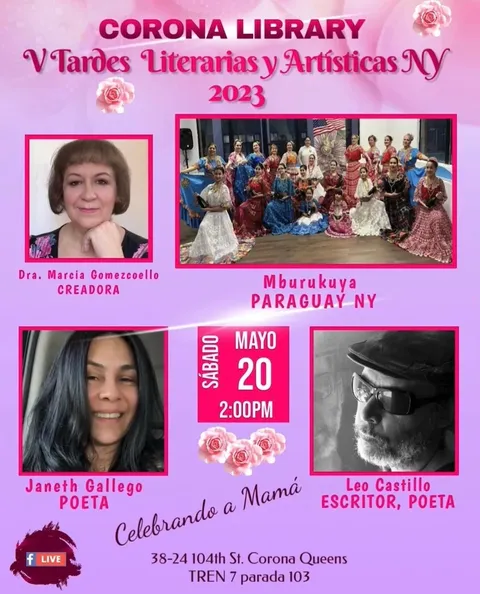 CORONA LIBRARY
V Tardes Literarias y Artísticas NY
2023
Dra. Marcia Gomezcoello
CREADORA
Mburukuya
PARAGUAY NY
SÁBADO
MAYO
20
2:00PM
Janeth Gallego
POETA
Leo Castillo
ESCRITOR, POETA
Celebrando a Mamá
f LIVE
38-24 104th St. Corona Queens
TREN 7 parada 103